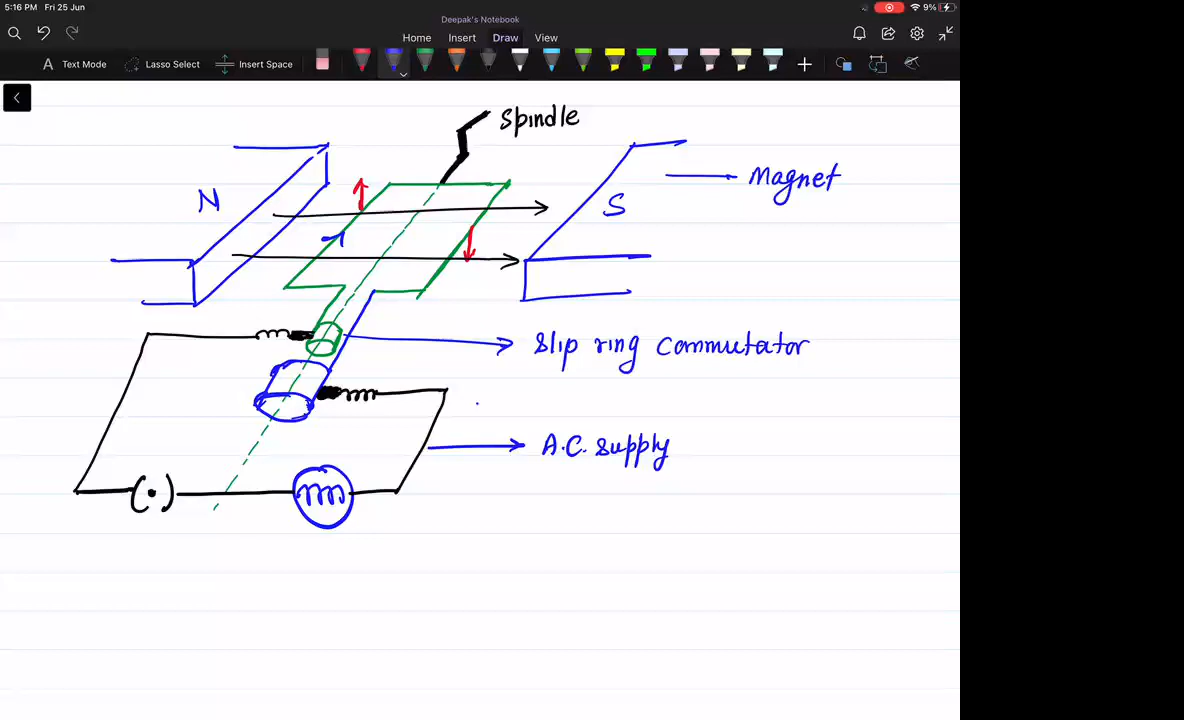 5:16 PM Fri 25 Jun
9%
Deepak's Notebook
Home Insert Draw View
Text Mode Lasso Select Insert Space
Spindle
N
S
Magnet
Slip ring commutator
A.C. supply